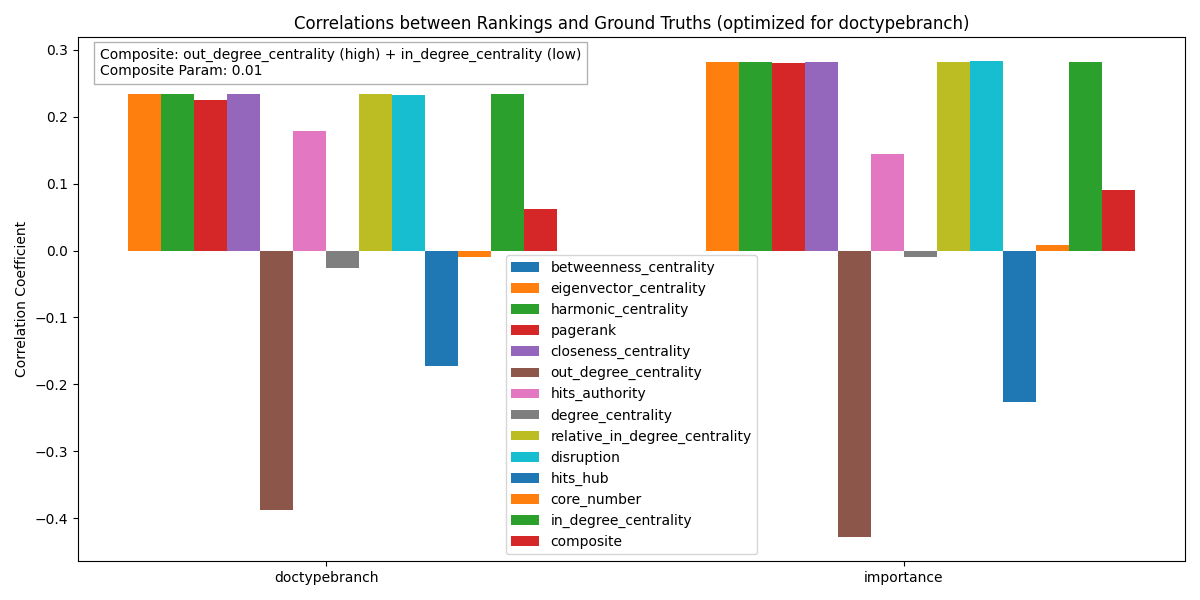 Correlations between Rankings and Ground Truths (optimized for doctypebranch)
Composite: out_degree_centrality (high) + in_degree_centrality (low)
Composite Param: 0.01
Correlation Coefficient
0.3
0.2
0.1
0.0
−0.1
−0.2
−0.3
−0.4
betweenness_centrality
eigenvector_centrality
harmonic_centrality
pagerank
closeness_centrality
out_degree_centrality
hits_authority
degree_centrality
relative_in_degree_centrality
disruption
hits_hub
core_number
in_degree_centrality
composite
doctypebranch
importance